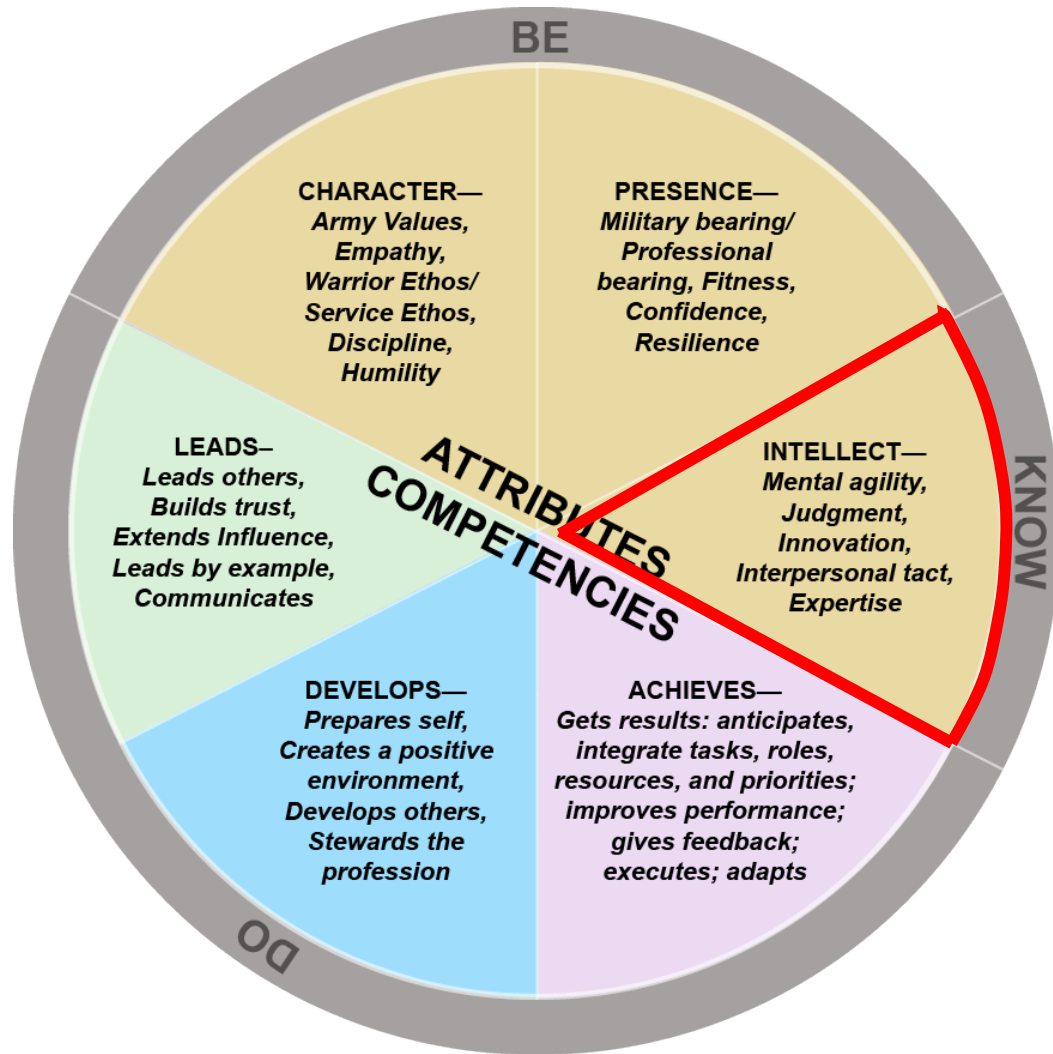 BE
CHARACTER—
Army Values,
Empathy,
Warrior Ethos/
Service Ethos,
Discipline,
Humility
PRESENCE—
Military bearing/
Professional
bearing, Fitness,
Confidence,
Resilience
INTELLECT—
Mental agility,
Judgment,
Innovation,
Interpersonal tact,
Expertise
KNOW
ATTRIBUTES
COMPETENCIES
LEADS–
Leads others,
Builds trust,
Extends Influence,
Leads by example,
Communicates
DEVELOPS—
Prepares self,
Creates a positive
environment,
Develops others,
Stewards the
profession
ACHIEVES—
Gets results: anticipates,
integrate tasks, roles,
resources, and priorities;
improves performance;
gives feedback;
executes; adapts
DO